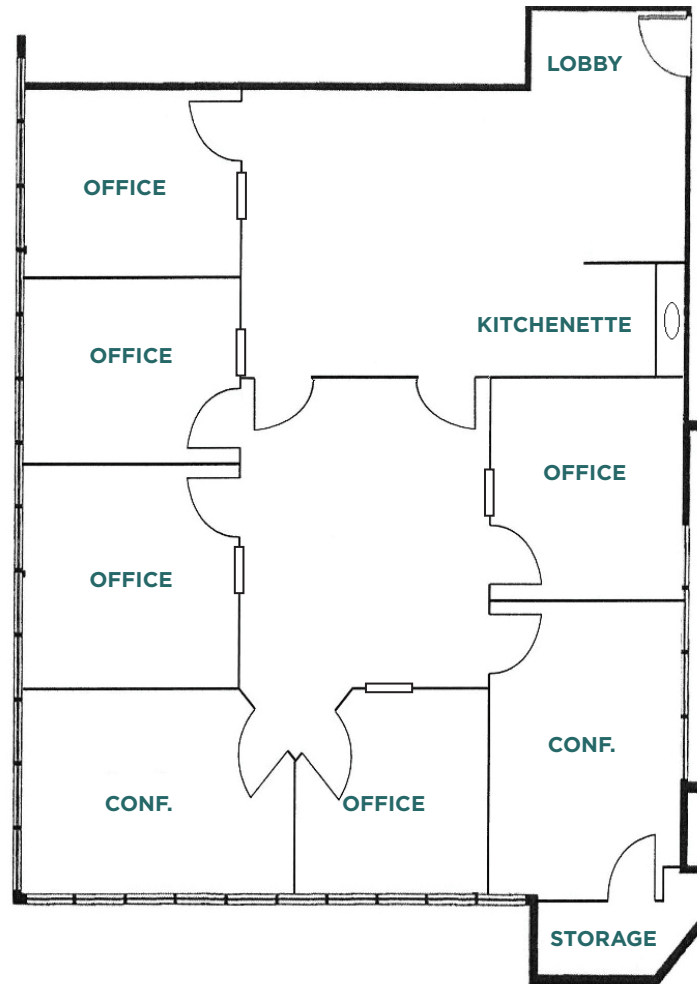 LOBBY
OFFICE
KITCHENETTE
OFFICE
OFFICE
OFFICE
CONF.
CONF.
OFFICE
STORAGE